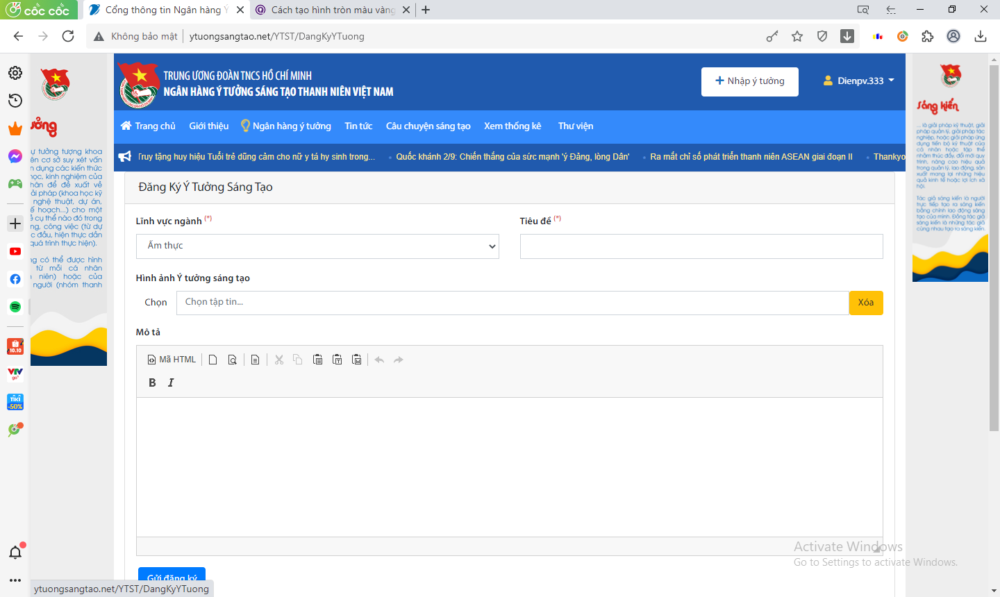 cốc cốc
Cổng thông tin Ngân hàng Ý
Cách tạo hình tròn màu vàng
Không bảo mật
ytuongsangtao.net/YTST/DangKyYTuong
TRUNG ƯƠNG ĐOÀN TNCS HỒ CHÍ MINH
NGÂN HÀNG Ý TƯỞNG SÁNG TẠO THANH NIÊN VIỆT NAM
Nhập ý tưởng
Dienpv.333
Trang chủ
Giới thiệu
Ngân hàng ý tưởng
Tin tức
Câu chuyện sáng tạo
Xem thống kê
Thư viện
Truy tặng huy hiệu Tuổi trẻ dũng cảm cho nữ y tá hy sinh trong...
Quốc khánh 2/9: Chiến thắng của sức mạnh 'ý Đảng, lòng Dân'
Ra mắt chỉ số phát triển thanh niên ASEAN giai đoạn II
Thankyo
ưởng
ự tưởng tượng khoa
ên cơ sở suy xét vấn
n dụng các kiến thức
học, kinh nghiệm của
hân để đề xuất về
ải pháp (khoa học kỹ
nghệ thuật, dự án,
ế hoạch...) cho một
ề cụ thể nào đó trong
ng, công việc (từ dự
c đầu, hiện thực dần
quá trình thực hiện).
ng có thể được hình
từ mỗi cá nhân
h niên) hoặc của
người (nhóm thanh
Đăng Ký Ý Tưởng Sáng Tạo
Lĩnh vực ngành (*)
Ẩm thực
Tiêu đề (*)
Hình ảnh Ý tưởng sáng tạo
Chọn
Chọn tập tin...
Xóa
Mô tả
Mã HTML
B I
Gửi đăng ký
Sáng kiến
... là giải pháp kỹ thuật, giải
pháp quản lý, giải pháp tác
nghiệp, hoặc giải pháp ứng
dụng tiến bộ kỹ thuật của
cá nhân hoặc tập thể
nhằm thúc đẩy, đổi mới quy
trình, nâng cao hiệu quả
trong quản lý, lao động, sản
xuất mang lại những hiệu
quả kinh tế hoặc lợi ích xã
hội.
Tác giả sáng kiến là người
trực tiếp tạo ra sáng kiến
bằng chính lao động sáng
tạo của mình. Đồng tác giả
sáng kiến là những tác giả
cùng nhau tạo ra sáng kiến.
10.10
VTV
go
TIKI
-50%
Activate Windows
Go to Settings to activate Windows.
ytuongsangtao.net/YTST/DangKyYTuong